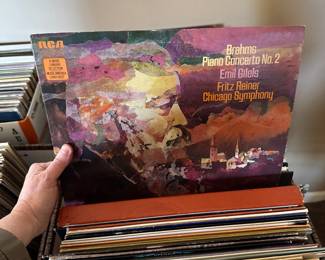 RCA
Brahms
Piano Concerto No. 2
Emil Gilels
Fritz Reiner
Chicago Symphony